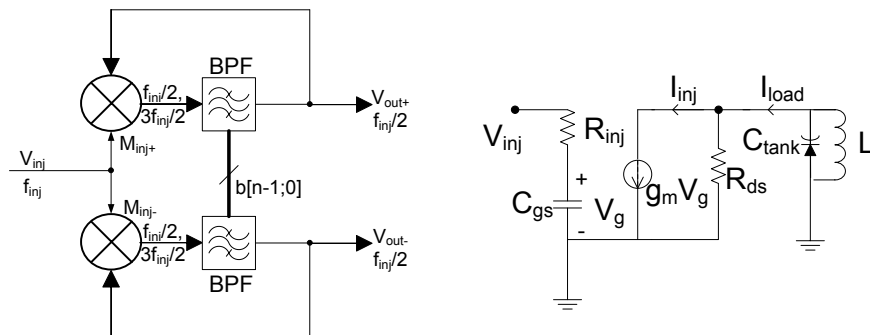 BPF
f_inj/2,
3f_inj/2
V_out+
f_inj/2
M_inj+
V_inj
f_inj
b[n-1;0]
M_inj-
f_inj/2,
3f_inj/2
V_out-
f_inj/2
BPF
I_inj
I_load
V_inj
R_inj
C_tank
L
+
C_gs
V_g
g_mV_g
R_ds
-